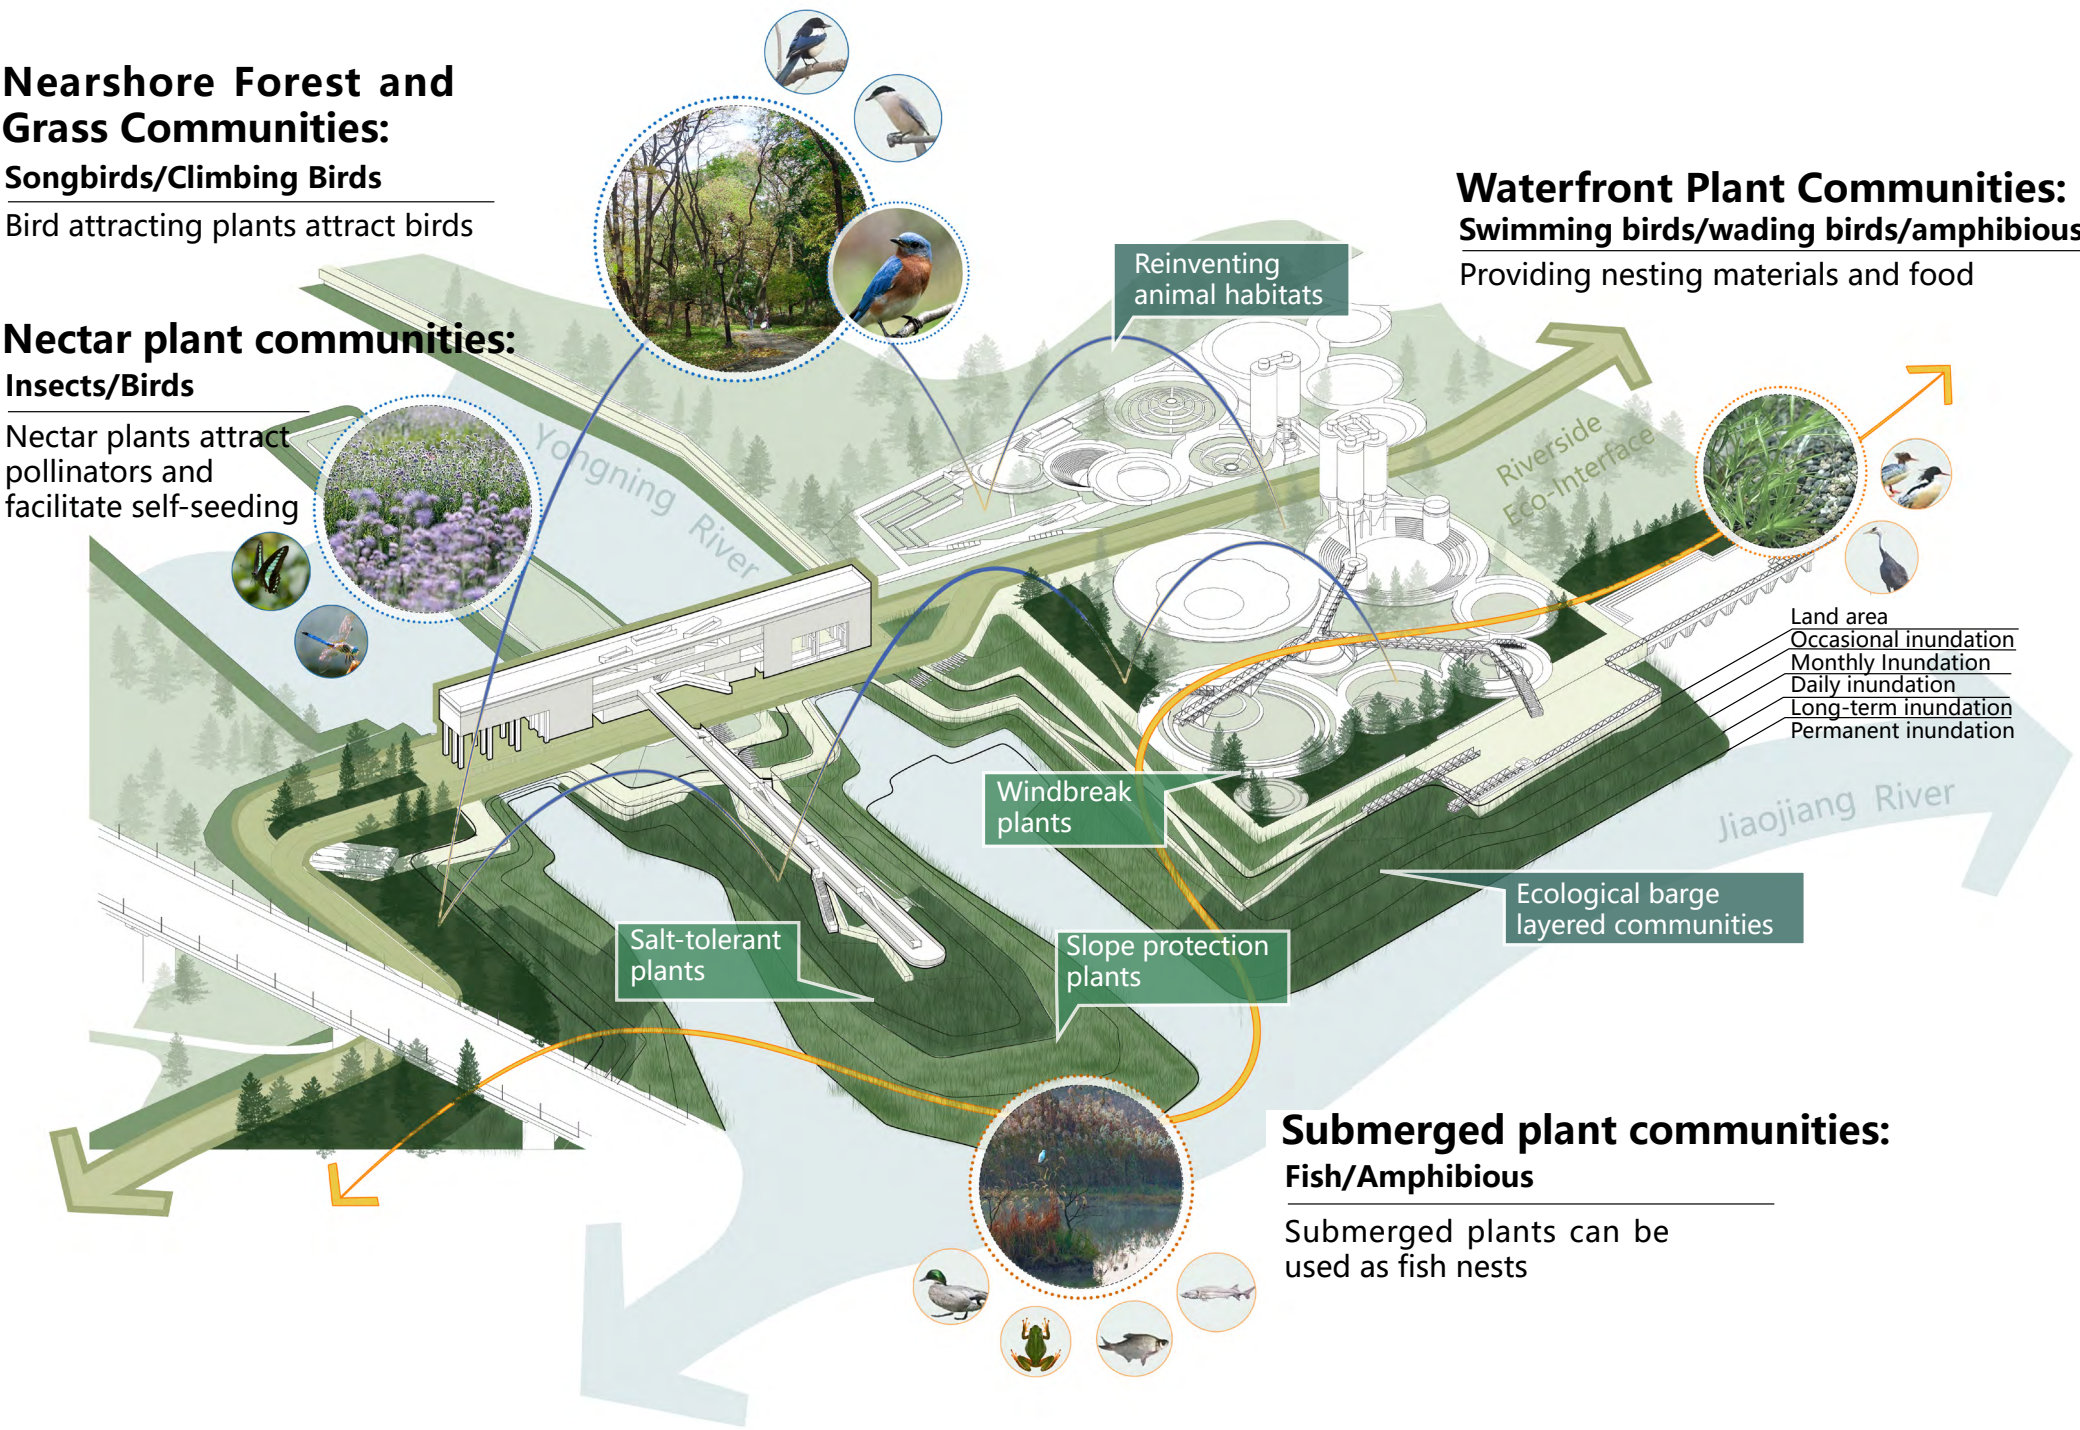 Nearshore Forest and
Grass Communities:
Songbirds/Climbing Birds
Bird attracting plants attract birds
Nectar plant communities:
Insects/Birds
Nectar plants attract
pollinators and
facilitate self-seeding
Waterfront Plant Communities:
Swimming birds/wading birds/amphibious
Providing nesting materials and food
Reinventing
animal habitats
Yongning River
Riverside
Eco-Interface
Land area
Occasional inundation
Monthly Inundation
Daily inundation
Long-term inundation
Permanent inundation
Jiaojiang River
Windbreak
plants
Ecological barge
layered communities
Salt-tolerant
plants
Slope protection
plants
Submerged plant communities:
Fish/Amphibious
Submerged plants can be
used as fish nests